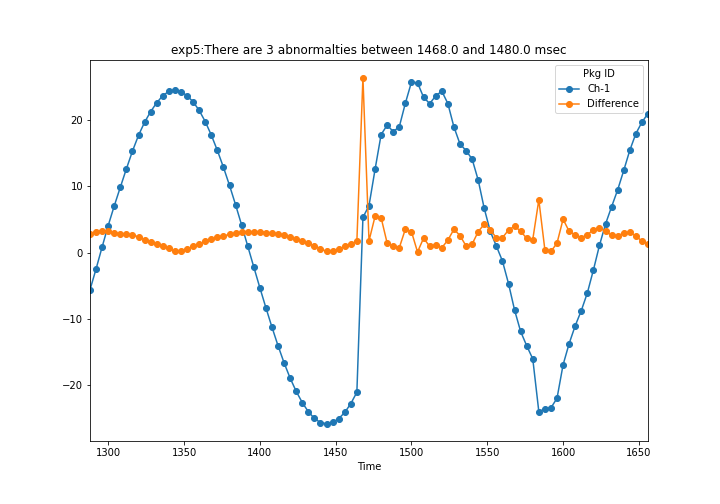 exp5:There are 3 abnormalties between 1468.0 and 1480.0 msec
Pkg ID
Ch-1
Difference
20
10
0
−10
−20
1300 1350 1400 1450 1500 1550 1600 1650
Time